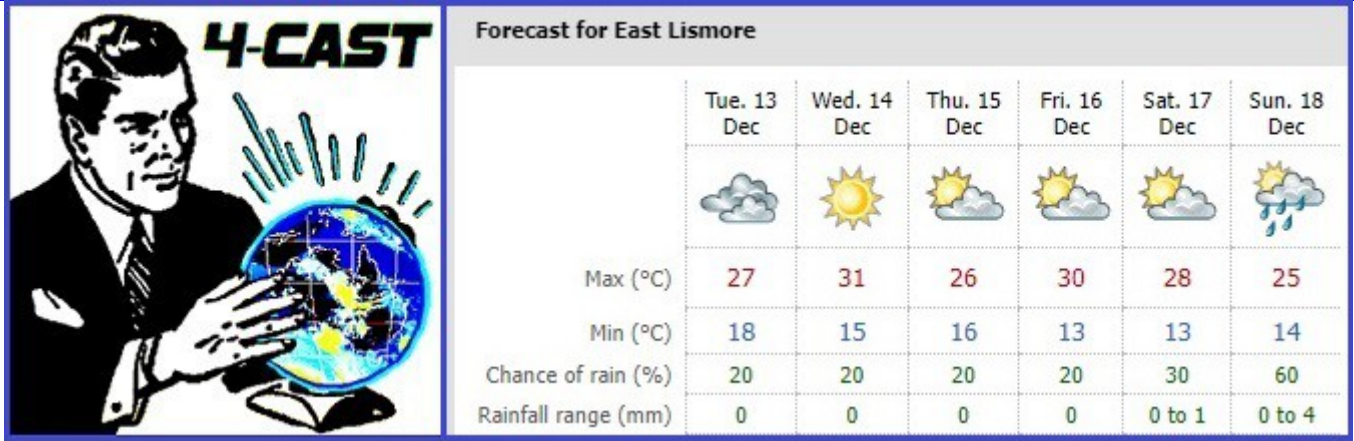 4-CAST
Forecast for East Lismore
Tue. 13 Wed. 14 Thu. 15 Fri. 16 Sat. 17 Sun. 18
Dec Dec Dec Dec Dec Dec
Max (°C) 27 31 26 30 28 25
Min (°C) 18 15 16 13 13 14
Chance of rain (%) 20 20 20 20 30 60
Rainfall range (mm) 0 0 0 0 0 to 1 0 to 4